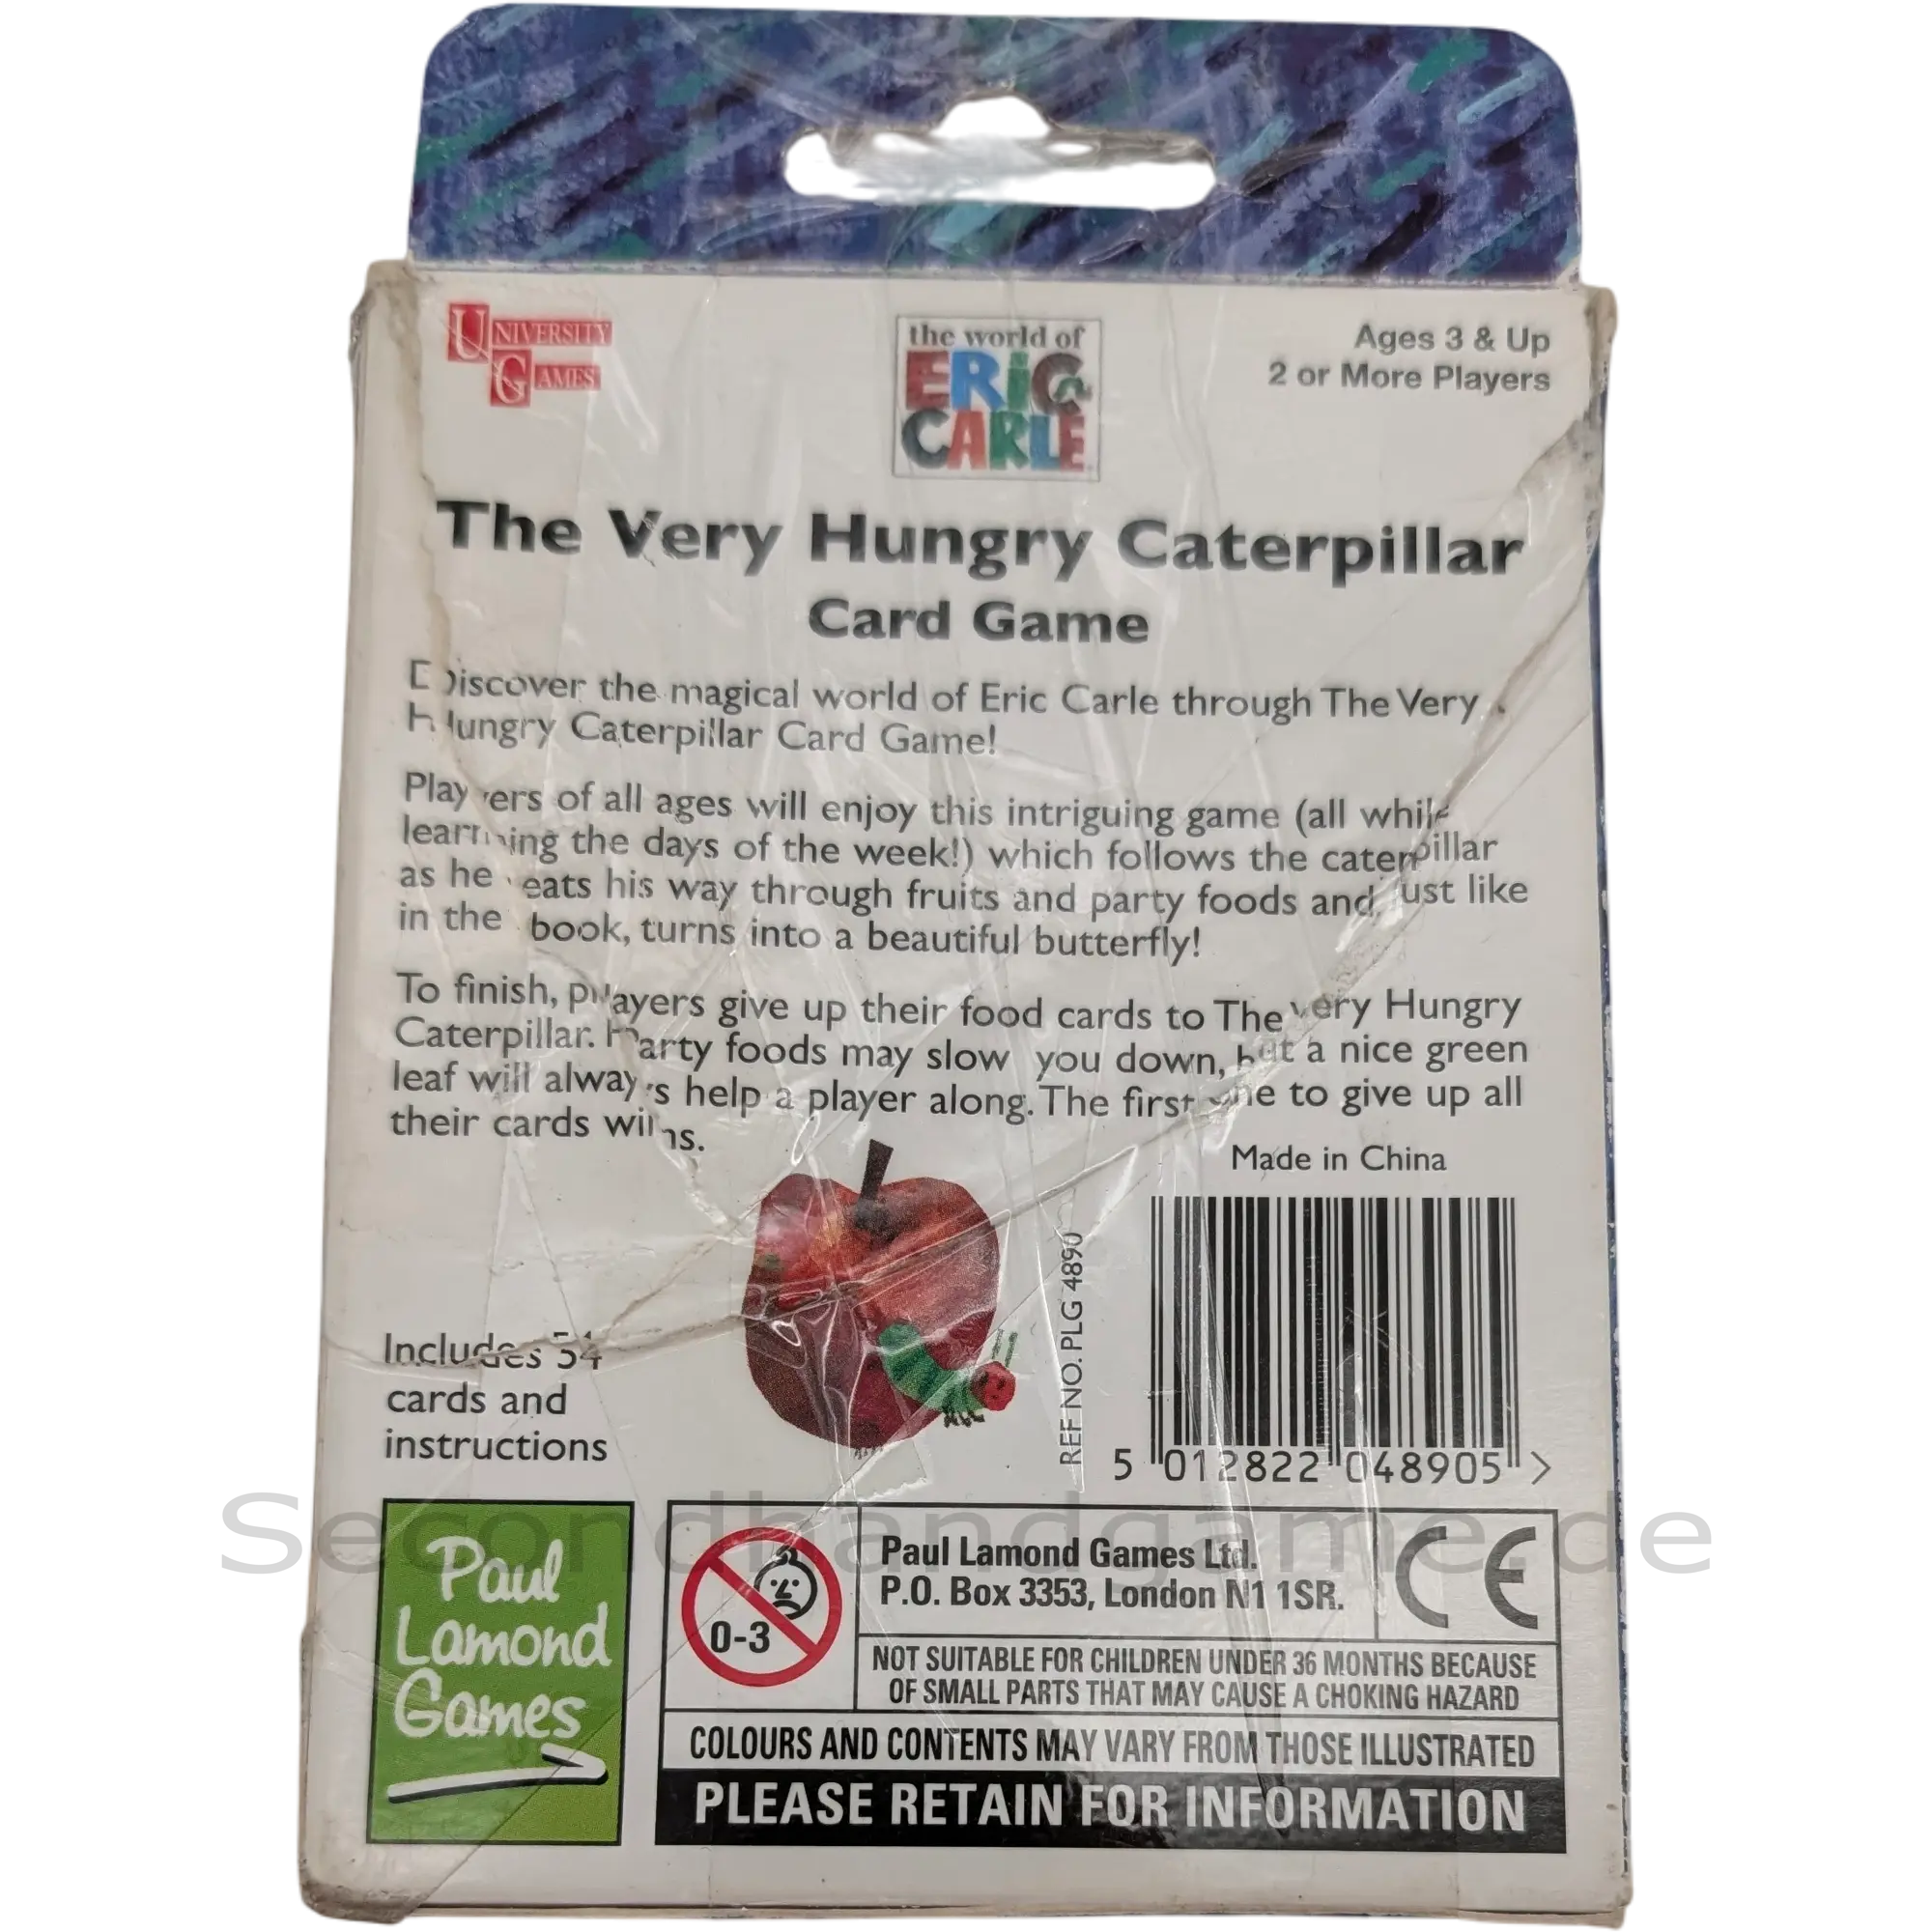 UNIVERSITY
GAMES
the world of
ERIC
CARLE
Ages 3 & Up
2 or More Players
The Very Hungry Caterpillar
Card Game
Discover the magical world of Eric Carle through The Very
Hungry Caterpillar Card Game!
Players of all ages will enjoy this intriguing game (all while
learning the days of the week!) which follows the caterpillar
as he eats his way through fruits and party foods and, just like
in the book, turns into a beautiful butterfly!
To finish, players give up their food cards to The Very Hungry
Caterpillar. Party foods may slow you down, but a nice green
leaf will always help a player along. The first one to give up all
their cards wins.
Made in China
REF NO. PLG 4890
5 012822 048905 >
Includes 54
cards and
instructions
Secondhandgame.de
Paul
Lamond
Games
0-3
Paul Lamond Games Ltd.
P.O. Box 3353, London N1 1SR.
CE
NOT SUITABLE FOR CHILDREN UNDER 36 MONTHS BECAUSE
OF SMALL PARTS THAT MAY CAUSE A CHOKING HAZARD
COLOURS AND CONTENTS MAY VARY FROM THOSE ILLUSTRATED
PLEASE RETAIN FOR INFORMATION